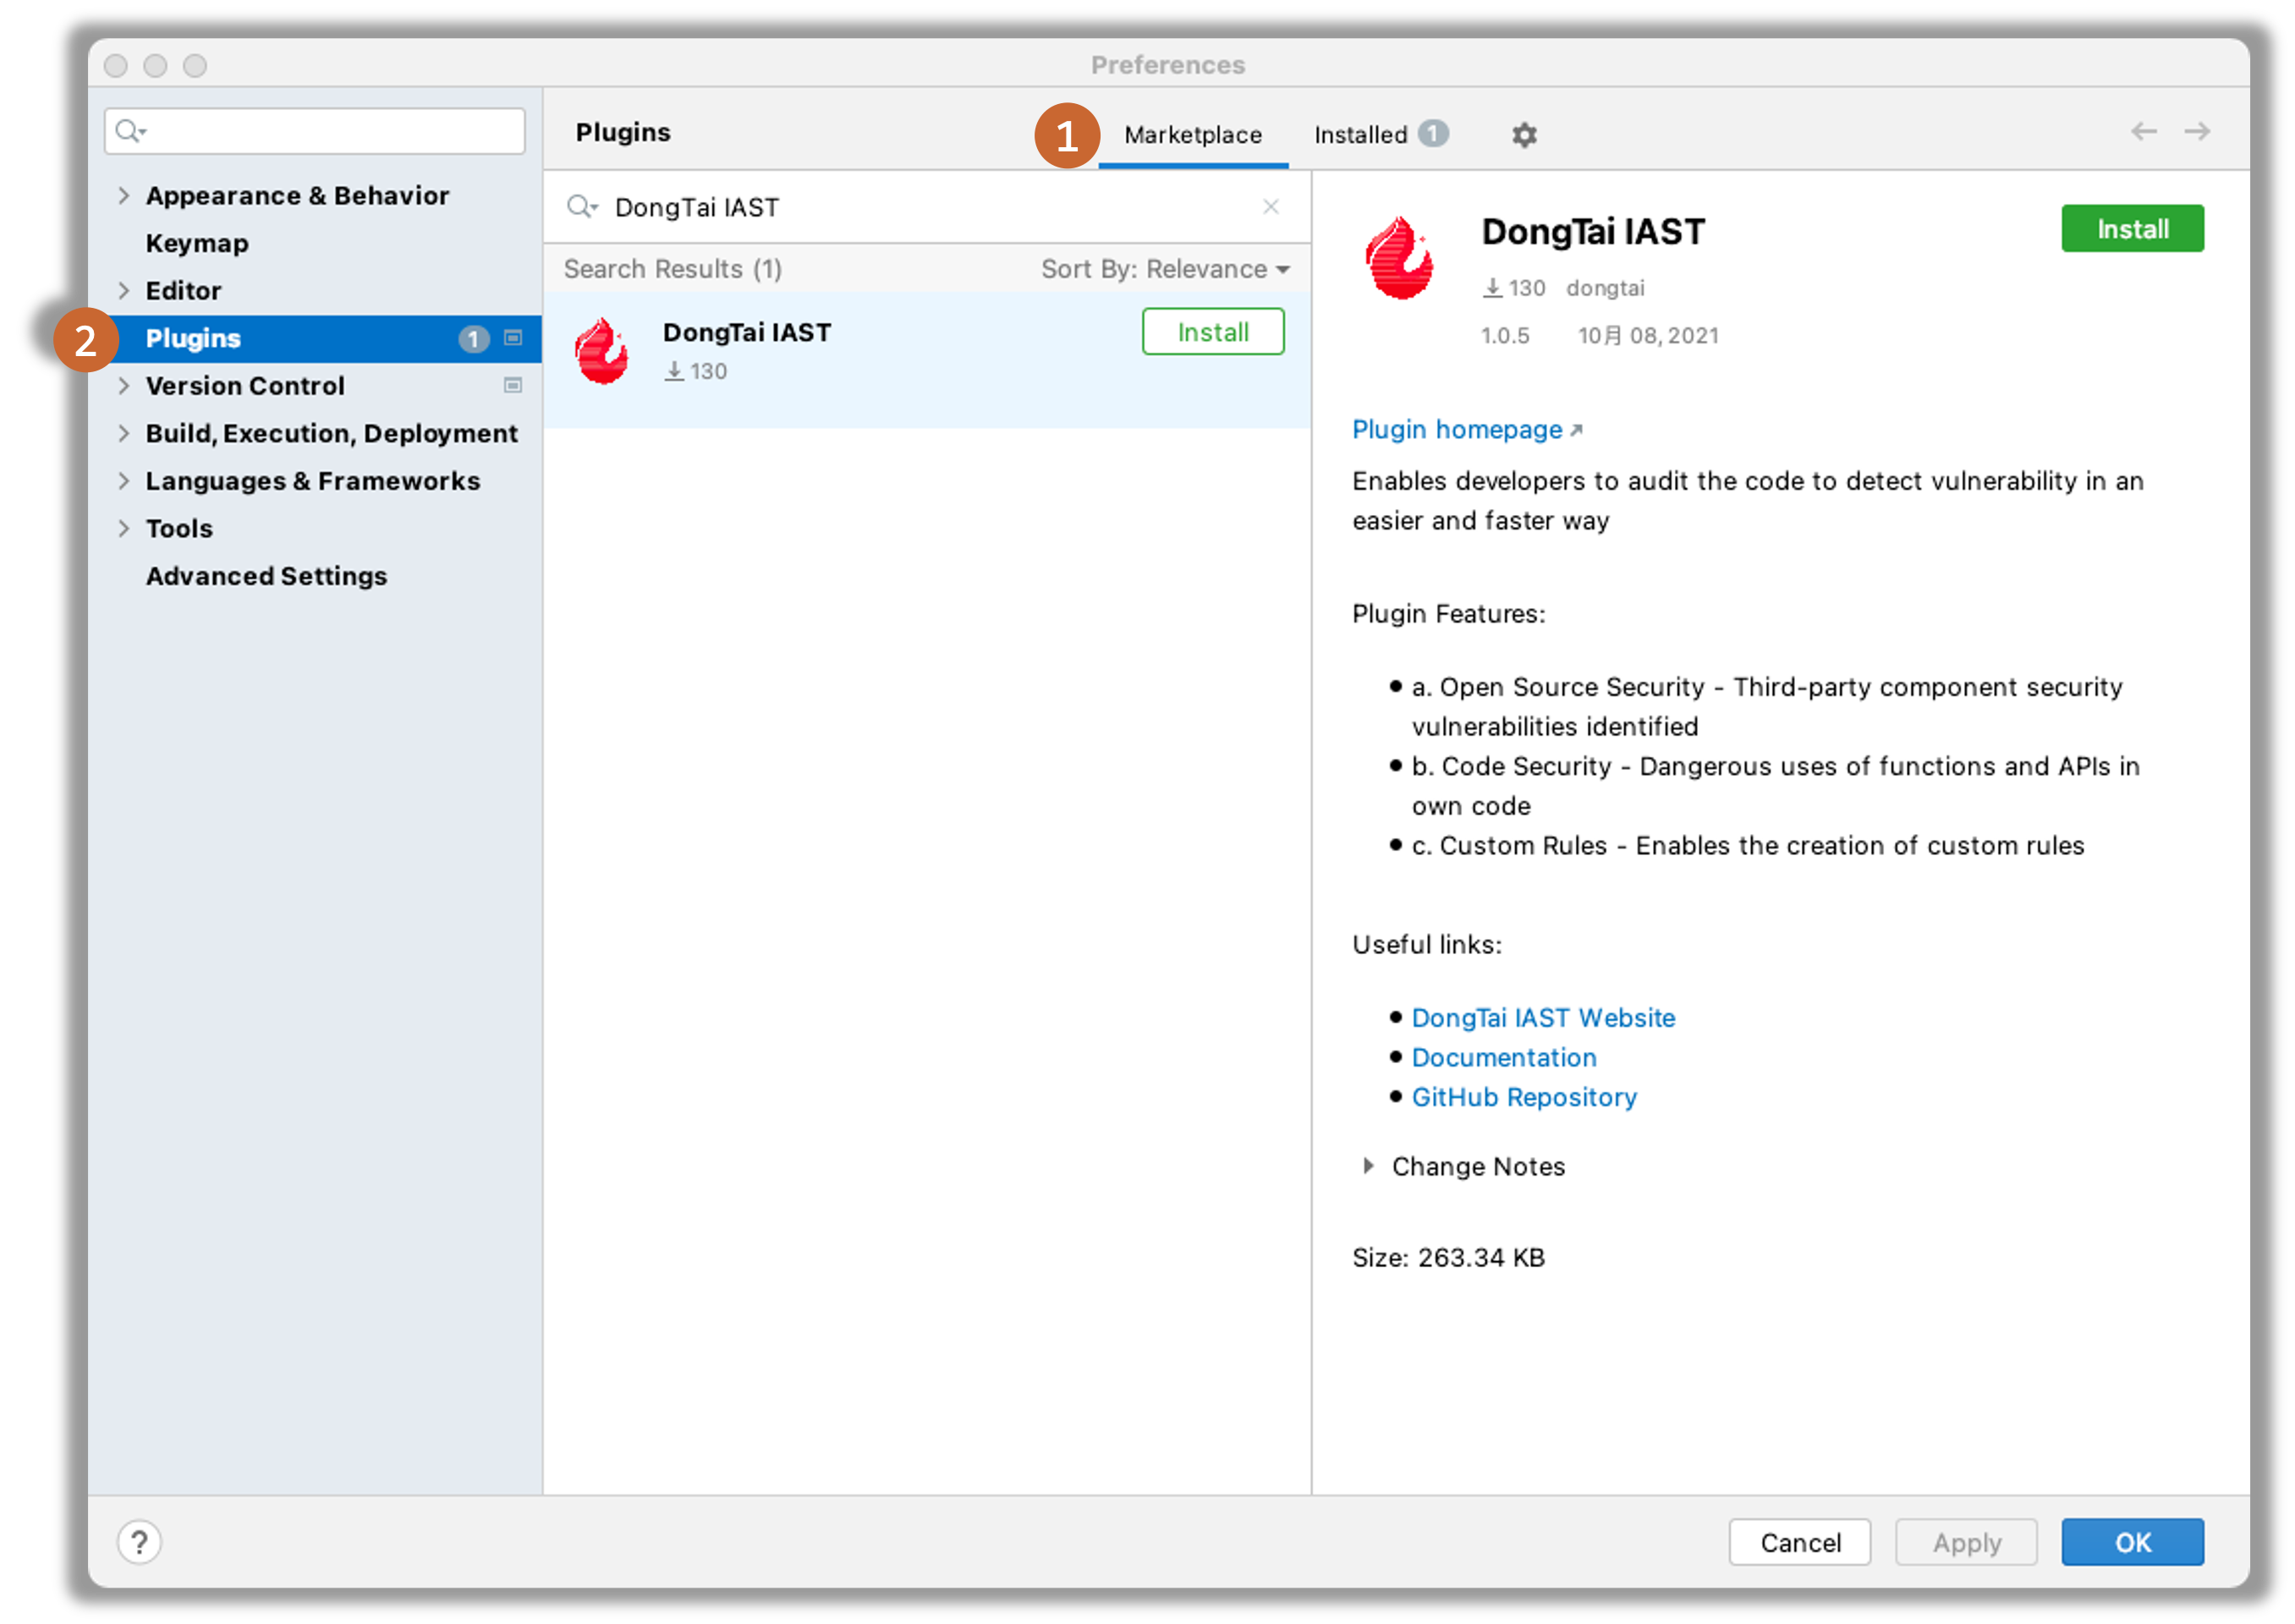 Preferences
Appearance & Behavior
Keymap
Editor
2 Plugins 1
Version Control
Build, Execution, Deployment
Languages & Frameworks
Tools
Advanced Settings
Plugins
1 Marketplace
Installed 1
DongTai IAST
Search Results (1)
Sort By: Relevance
DongTai IAST
Install
130
DongTai IAST
Install
130 dongtai
1.0.5 10月 08, 2021
Plugin homepage
Enables developers to audit the code to detect vulnerability in an
easier and faster way
Plugin Features:
• a. Open Source Security - Third-party component security
vulnerabilities identified
• b. Code Security - Dangerous uses of functions and APIs in
own code
• c. Custom Rules - Enables the creation of custom rules
Useful links:
• DongTai IAST Website
• Documentation
• GitHub Repository
Change Notes
Size: 263.34 KB
?
Cancel
Apply
OK